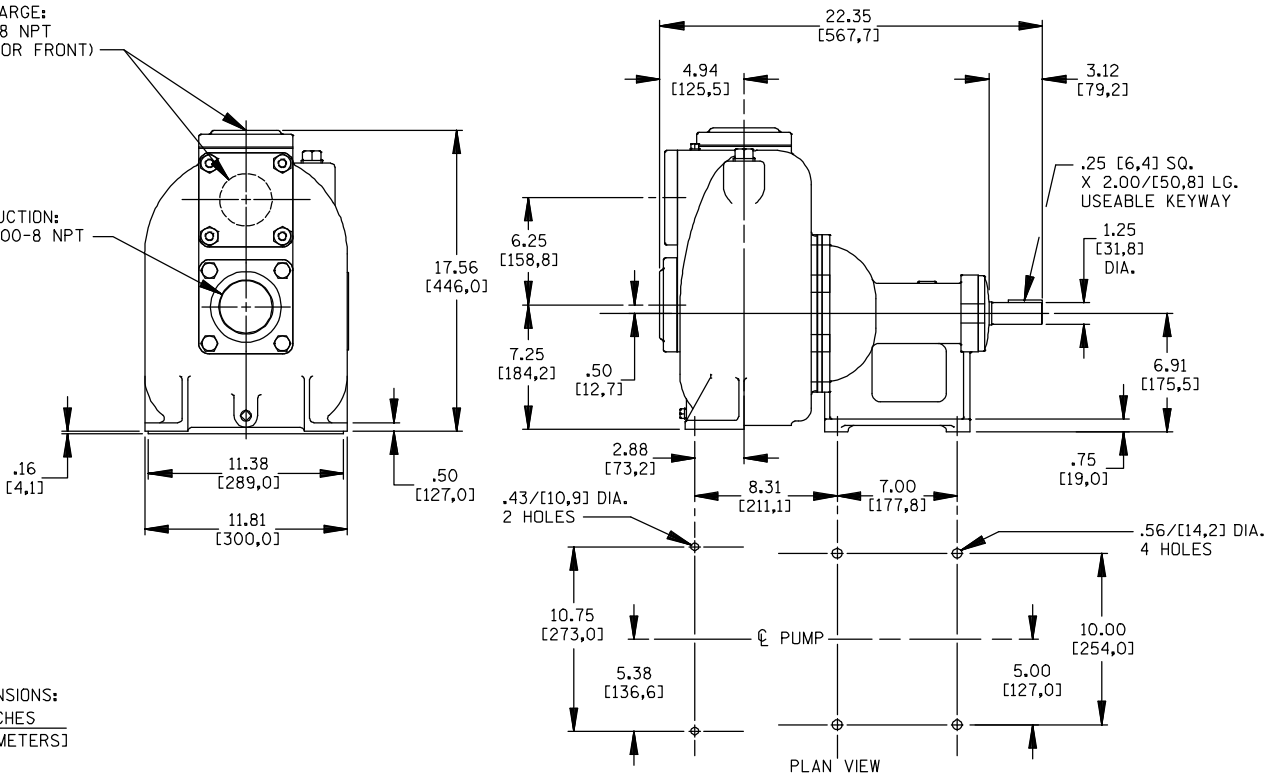 ARGE:
8 NPT
OR FRONT)
UCTION:
00-8 NPT
17.56
[446,0]
.16
[4,1]
11.38
[289,0]
.50
[127,0]
11.81
[300,0]
22.35
[567,7]
4.94
[125,5]
3.12
[79,2]
.25 [6,4] SQ.
X 2.00/[50,8] LG.
USEABLE KEYWAY
1.25
[31,8]
DIA.
6.25
[158,8]
7.25
[184,2]
.50
[12,7]
6.91
[175,5]
.75
[19,0]
2.88
[73,2]
8.31
[211,1]
7.00
[177,8]
.43/[10,9] DIA.
2 HOLES
.56/[14,2] DIA.
4 HOLES
10.75
[273,0]
℄ PUMP
10.00
[254,0]
5.38
[136,6]
5.00
[127,0]
PLAN VIEW
NSIONS:
CHES
METERS]